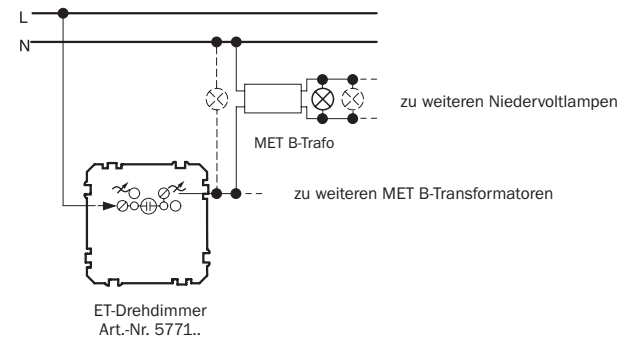 L
N
zu weiteren Niedervoltlampen
MET B-Trafo
zu weiteren MET B-Transformatoren
ET-Drehdimmer
Art.-Nr. 5771..